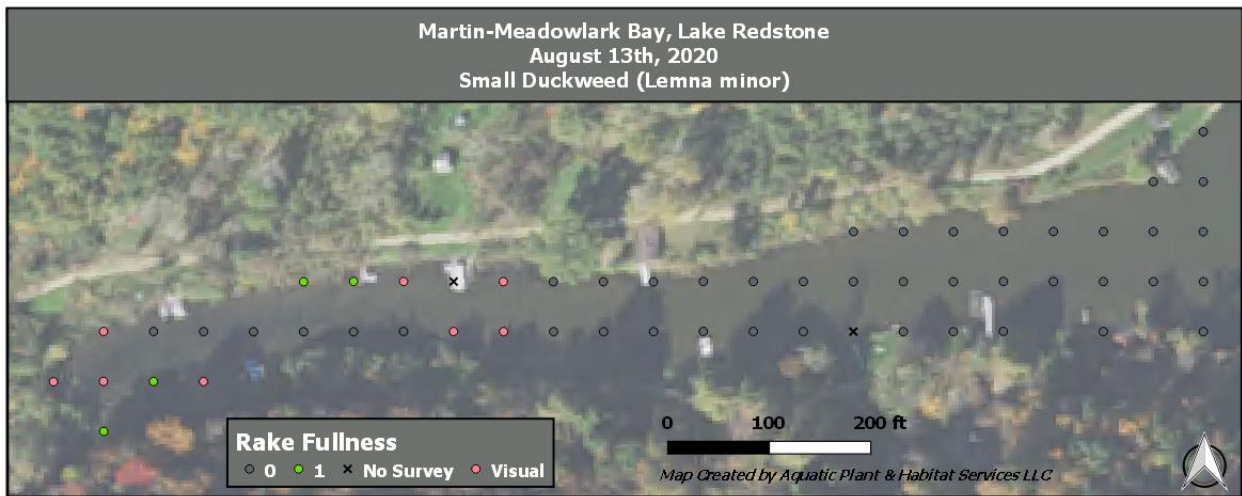 Martin-Meadowlark Bay, Lake Redstone
August 13th, 2020
Small Duckweed (Lemna minor)
Rake Fullness
0 1 × No Survey Visual
0 100 200 ft
Map Created by Aquatic Plant & Habitat Services LLC